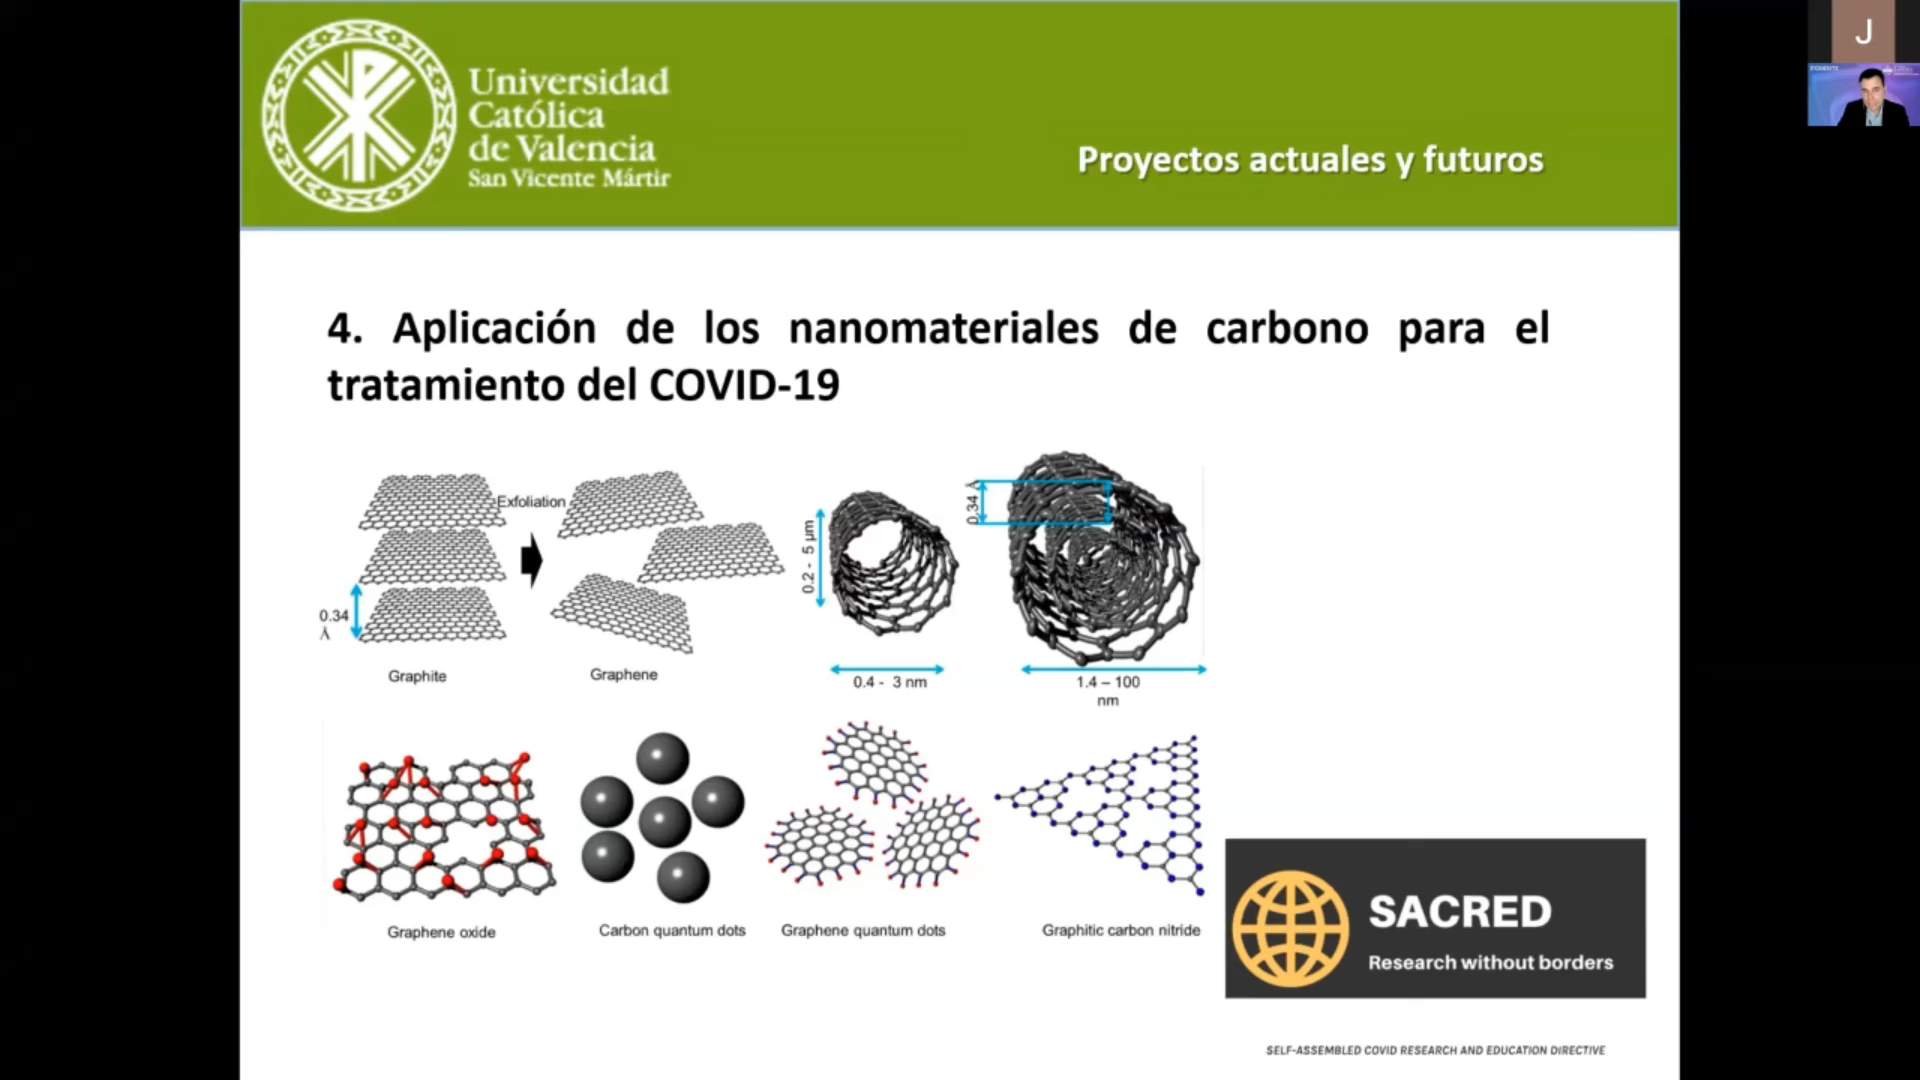 Universidad
Católica
de Valencia
San Vicente Mártir
Proyectos actuales y futuros
J
4. Aplicación de los nanomateriales de carbono para el
tratamiento del COVID-19
Exfoliation
0.34
Å
Graphite
Graphene
0.2 - 5 µm
0.4 - 3 nm
0.34 Å
1.4 – 100
nm
Graphene oxide
Carbon quantum dots
Graphene quantum dots
Graphitic carbon nitride
SACRED
Research without borders
SELF-ASSEMBLED COVID RESEARCH AND EDUCATION DIRECTIVE